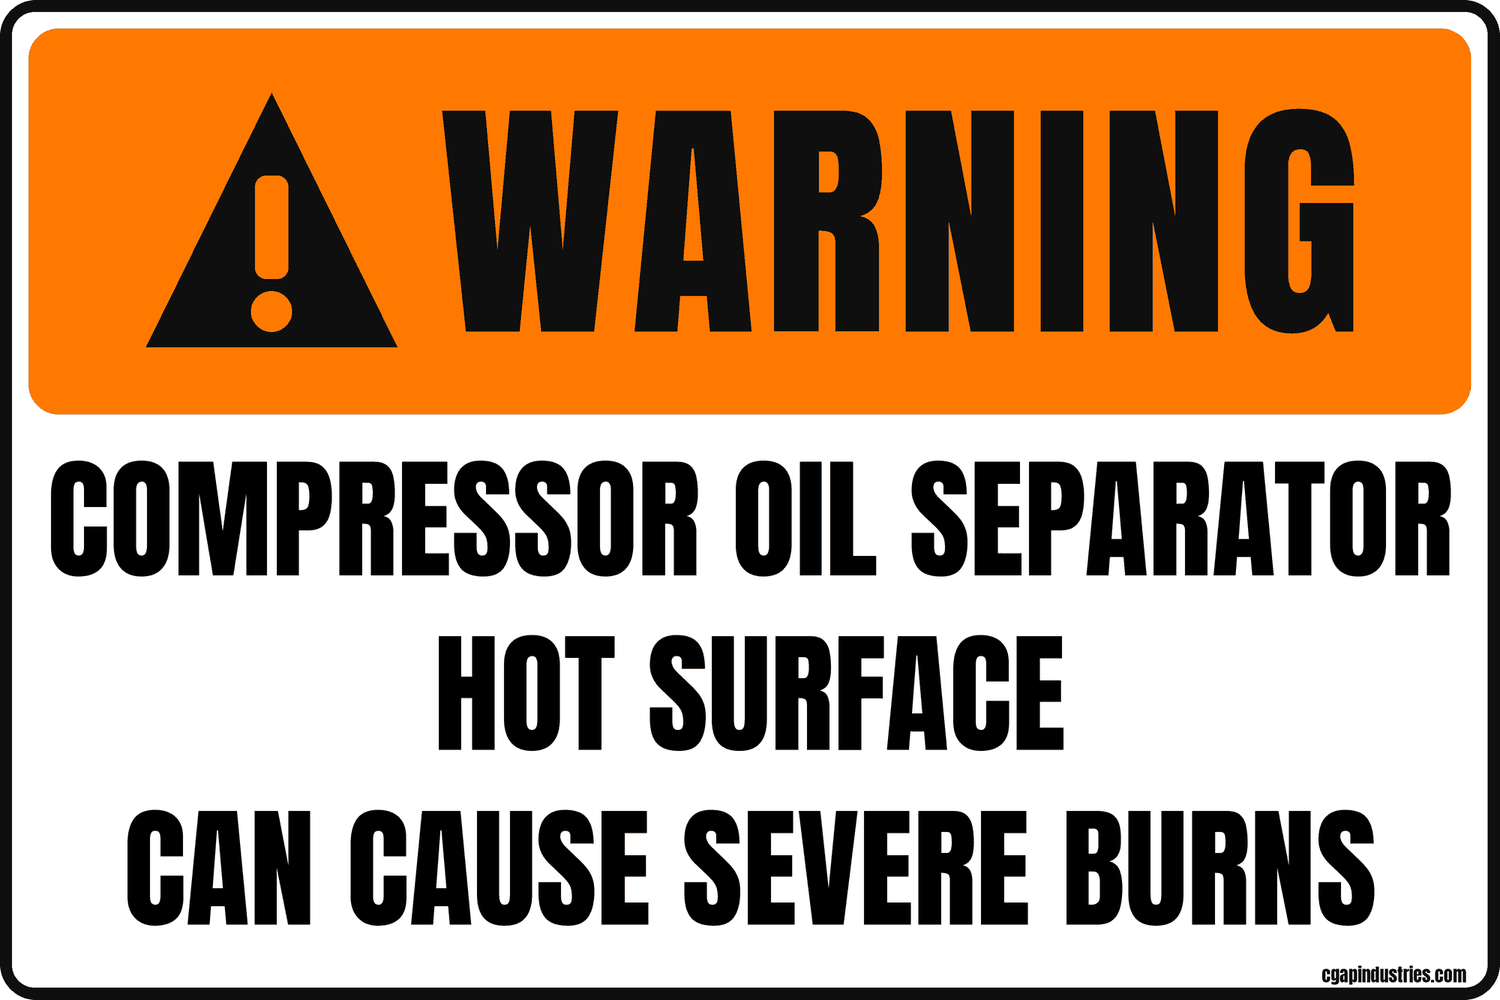 WARNING
COMPRESSOR OIL SEPARATOR
HOT SURFACE
CAN CAUSE SEVERE BURNS
cgapindustries.com